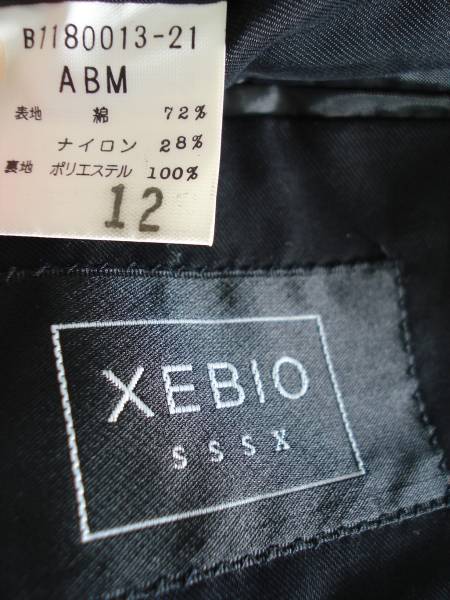 B1180013-21
ABM
表地 綿 72%
ナイロン 28%
裏地 ポリエステル 100%
12
XEBIO
SSSX